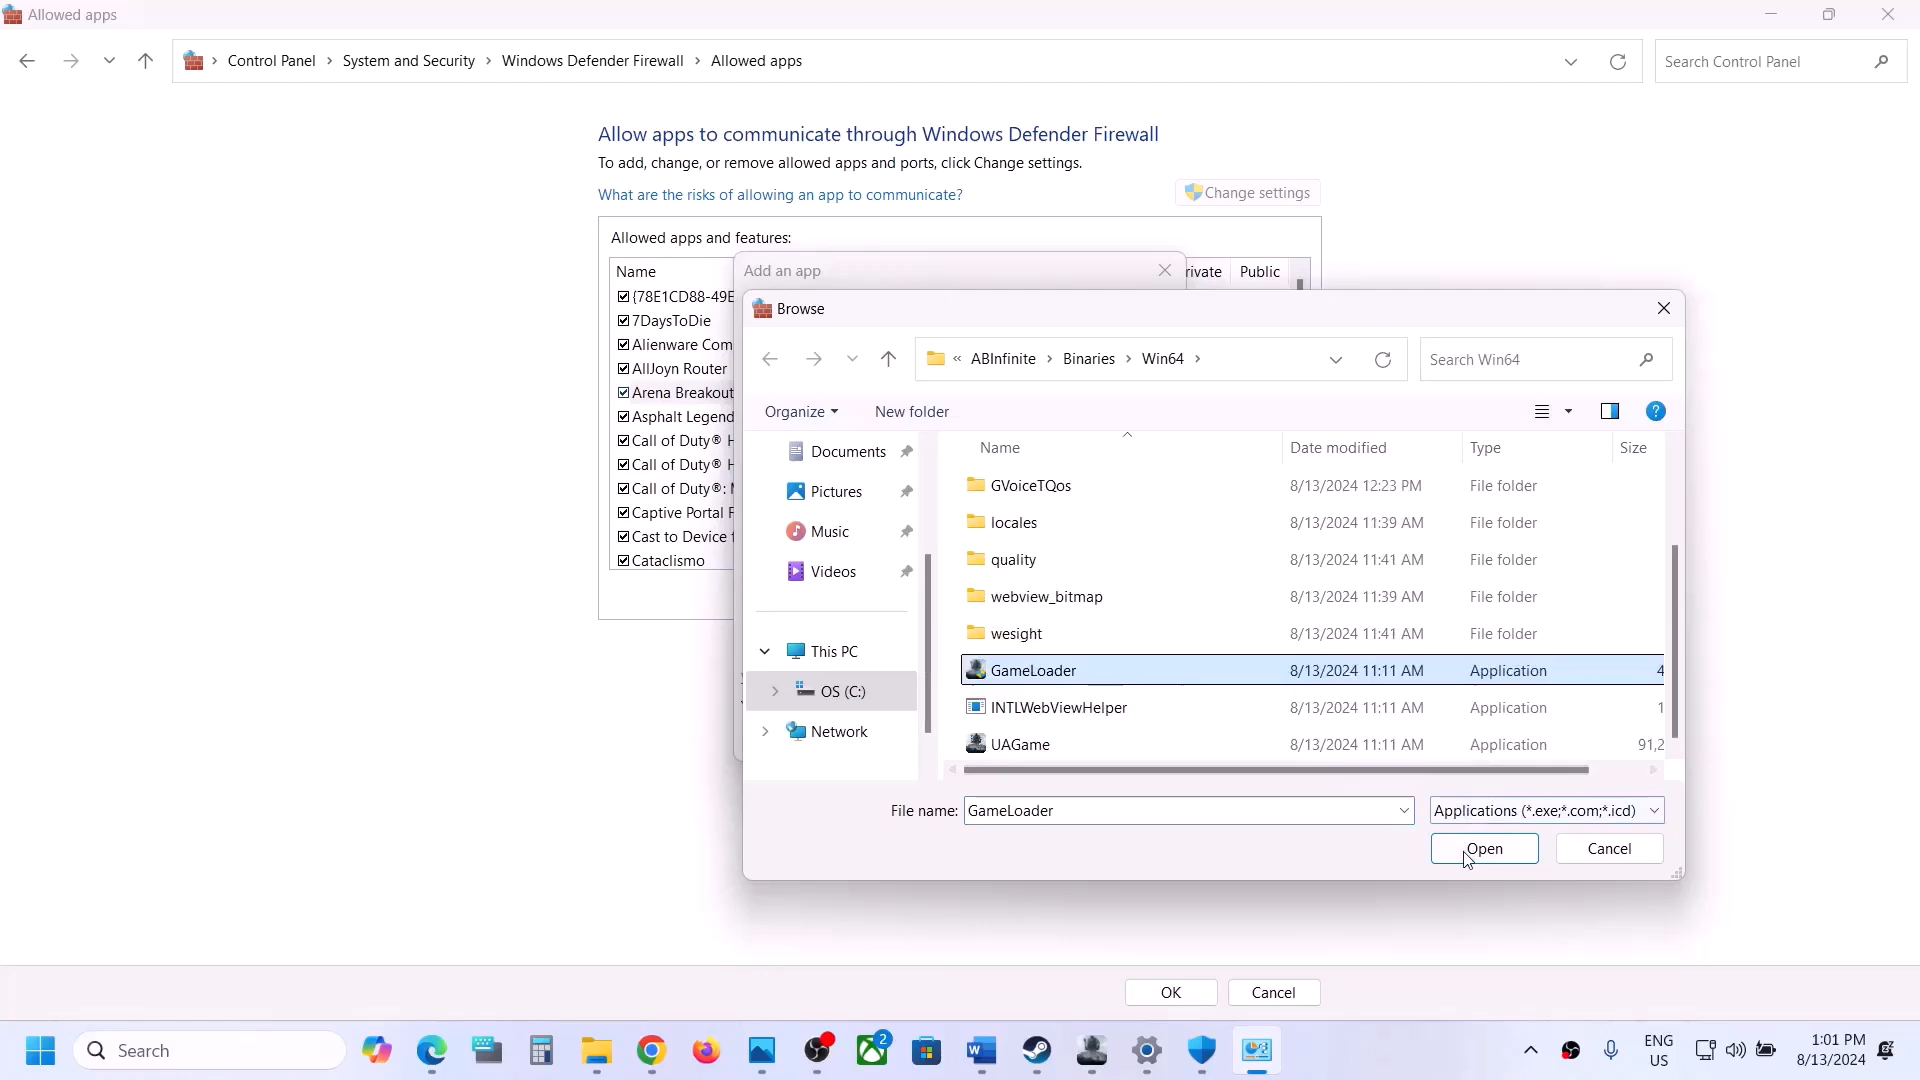 Allowed apps
Control Panel > System and Security > Windows Defender Firewall > Allowed apps
Search Control Panel
Allow apps to communicate through Windows Defender Firewall
To add, change, or remove allowed apps and ports, click Change settings.
What are the risks of allowing an app to communicate?
Change settings
Allowed apps and features:
Name
rivate
Public
{78E1CD88-49E
7DaysToDie
Alienware Com
AllJoyn Router
Arena Breakout
Asphalt Legend
Call of Duty® H
Call of Duty® H
Call of Duty®:
Captive Portal F
Cast to Device
Cataclismo
Add an app
Browse
« ABInfinite > Binaries > Win64 >
Search Win64
Organize
New folder
Documents
Pictures
Music
Videos
This PC
OS (C:)
Network
Name Date modified Type Size
GVoiceTQos 8/13/2024 12:23 PM File folder
locales 8/13/2024 11:39 AM File folder
quality 8/13/2024 11:41 AM File folder
webview_bitmap 8/13/2024 11:39 AM File folder
wesight 8/13/2024 11:41 AM File folder
GameLoader 8/13/2024 11:11 AM Application 4
INTLWebViewHelper 8/13/2024 11:11 AM Application 1
UAGame 8/13/2024 11:11 AM Application 91,2
File name: GameLoader
Applications (*.exe;*.com;*.icd)
Open
Cancel
OK
Cancel
Search
2
ENG
US
1:01 PM
8/13/2024